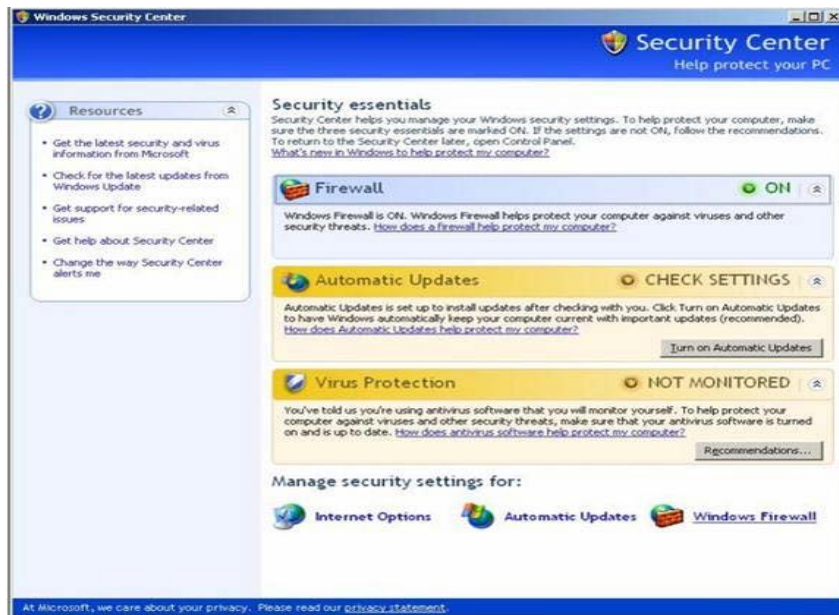 Windows Security Center
Security Center
Help protect your PC
Resources
Get the latest security and virus
information from Microsoft
Check for the latest updates from
Windows Update
Get support for security-related
issues
Get help about Security Center
Change the way Security Center
alerts me
Security essentials
Security Center helps you manage your Windows security settings. To help protect your computer, make
sure the three security essentials are marked ON. If the settings are not ON, follow the recommendations.
To return to the Security Center later, open Control Panel.
What's new in Windows to help protect my computer?
Firewall ON
Windows Firewall is ON. Windows Firewall helps protect your computer against viruses and other
security threats. How does a firewall help protect my computer?
Automatic Updates CHECK SETTINGS
Automatic Updates is set up to install updates after checking with you. Click Turn on Automatic Updates
to have Windows automatically keep your computer current with important updates (recommended).
How does Automatic Updates help protect my computer?
Turn on Automatic Updates
Virus Protection NOT MONITORED
You've told us you're using antivirus software that you will monitor yourself. To help protect your
computer against viruses and other security threats, make sure that your antivirus software is turned
on and is up to date. How does antivirus software help protect my computer?
Recommendations...
Manage security settings for:
Internet Options Automatic Updates Windows Firewall
At Microsoft, we care about your privacy. Please read our privacy statement.